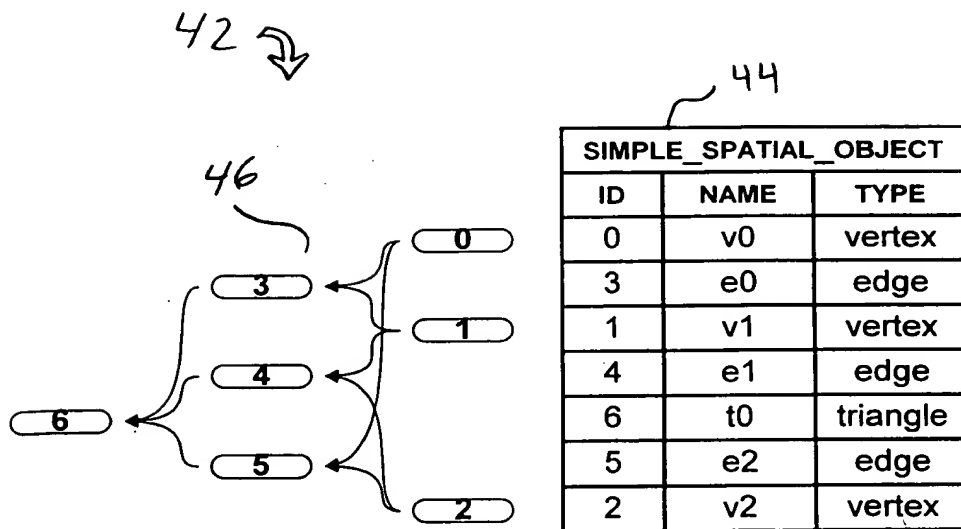 42
44
46
0
3
1
4
6
5
2
SIMPLE_SPATIAL_OBJECT
ID NAME TYPE
0 v0 vertex
3 e0 edge
1 v1 vertex
4 e1 edge
6 t0 triangle
5 e2 edge
2 v2 vertex